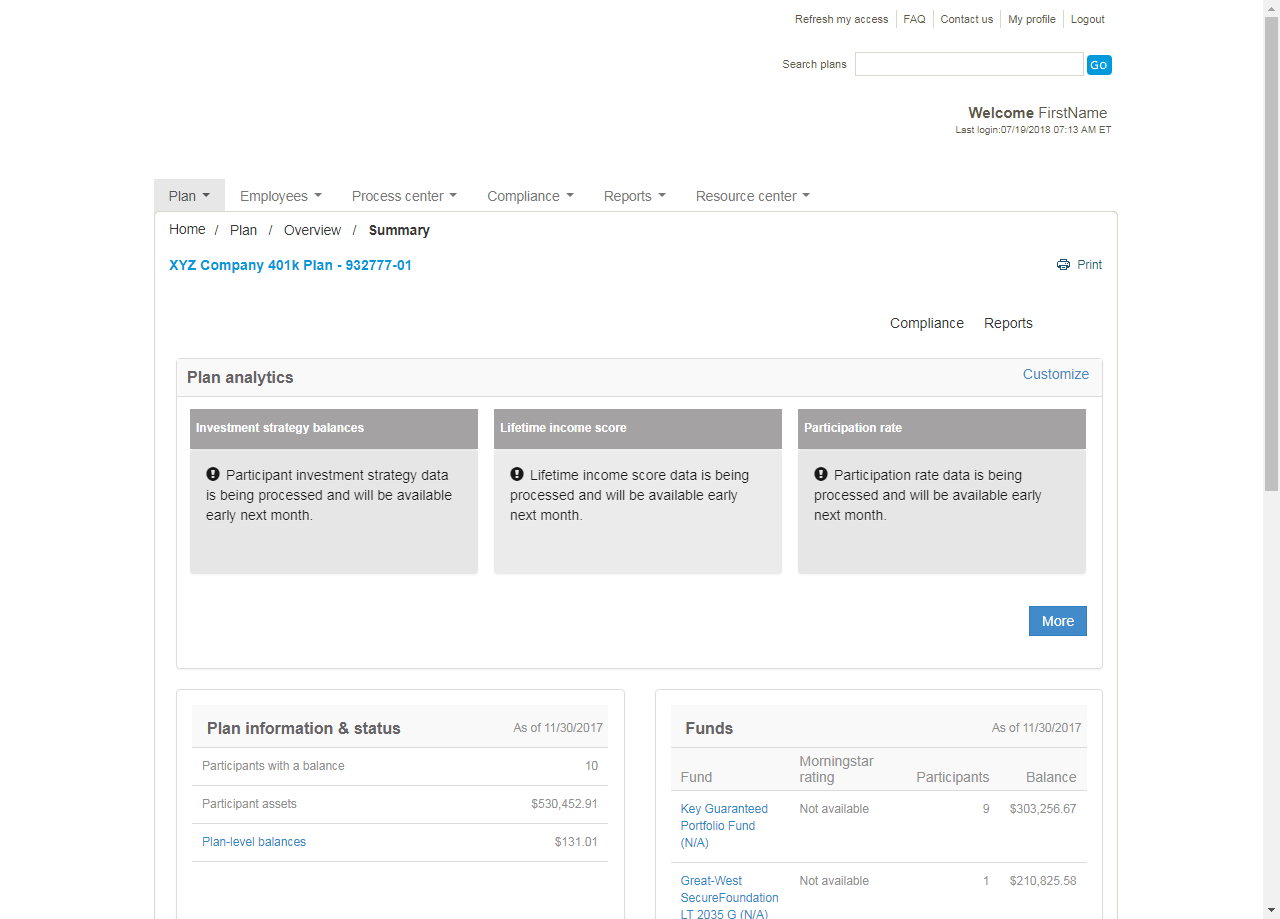 Refresh my access FAQ Contact us My profile Logout
Search plans Go
Welcome FirstName
Last login:07/19/2018 07:13 AM ET
Plan Employees Process center Compliance Reports Resource center
Home / Plan / Overview / Summary
XYZ Company 401k Plan - 932777-01 Print
Compliance Reports
Plan analytics Customize
Investment strategy balances
Participant investment strategy data
is being processed and will be available
early next month.
Lifetime income score
Lifetime income score data is being
processed and will be available early
next month.
Participation rate
Participation rate data is being
processed and will be available early
next month.
More
Plan information & status As of 11/30/2017
Participants with a balance 10
Participant assets $530,452.91
Plan-level balances $131.01
Funds As of 11/30/2017
Fund Morningstar rating Participants Balance
Key Guaranteed Not available 9 $303,256.67
Portfolio Fund
(N/A)
Great-West Not available 1 $210,825.58
SecureFoundation
LT 2035 G (N/A)